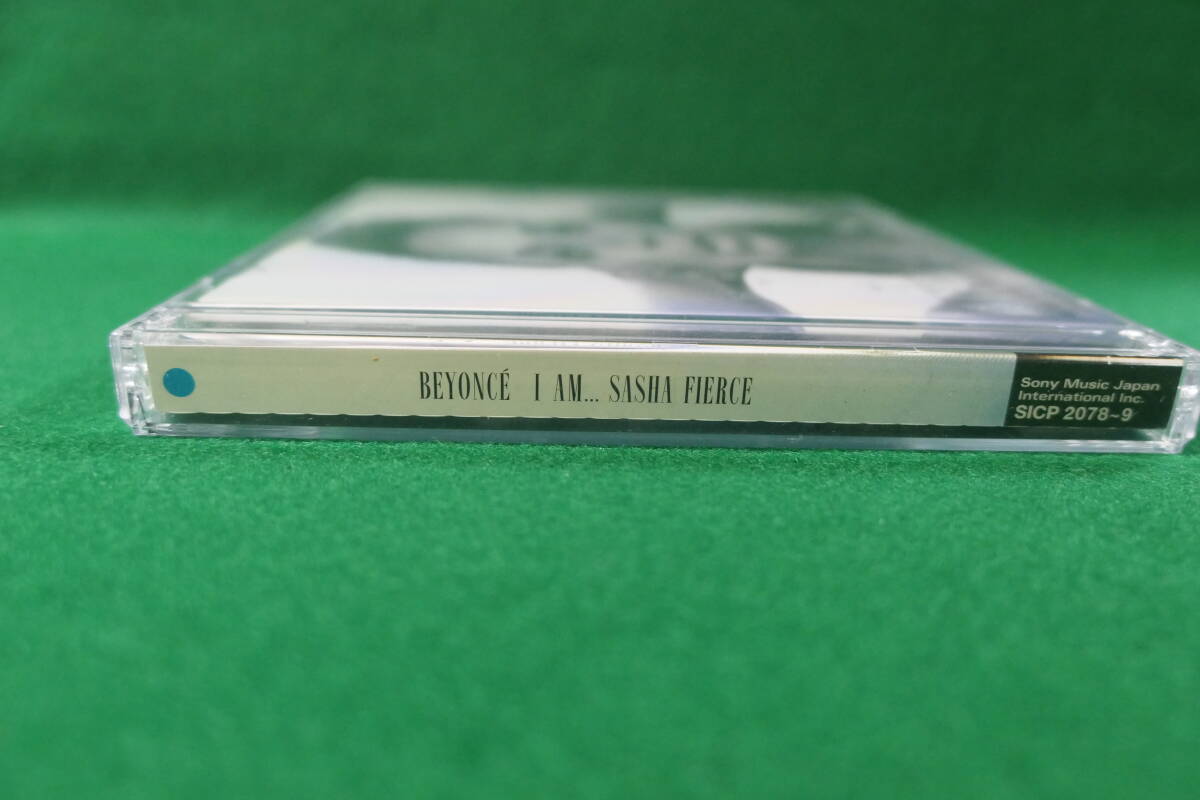 BEYONCÉ I AM... SASHA FIERCE
Sony Music Japan
International Inc.
SICP 2078~9